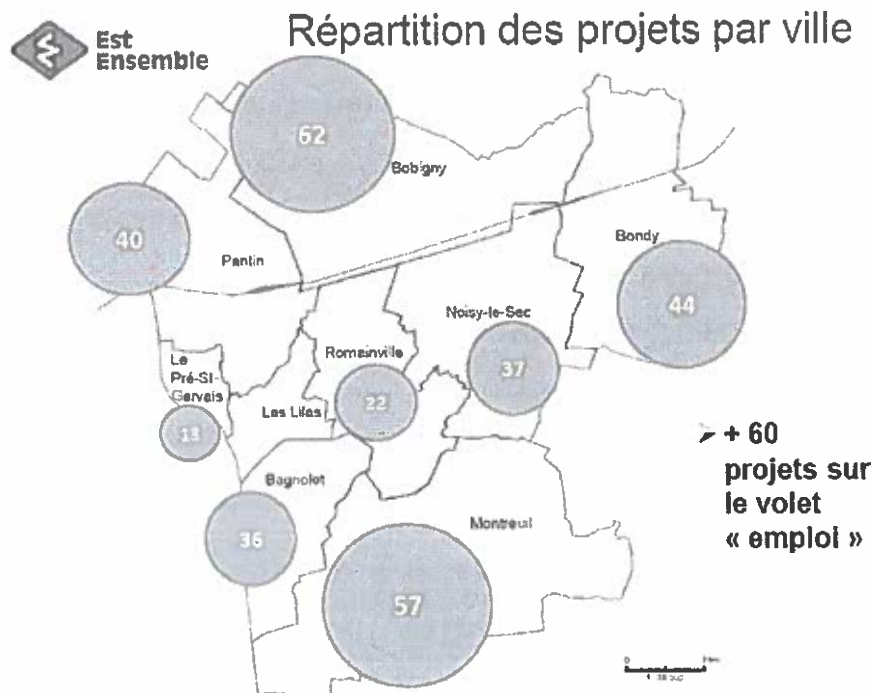 Est
Ensemble
Répartition des projets par ville
62
Bobigny
40
Pantin
Bondy
44
Noisy-le-Sec
37
Romainville
22
Le
Pré-St-
Gervais
13
Les Lilas
Bagnolet
36
Montreuil
57
+ 60
projets sur
le volet
« emploi »
0